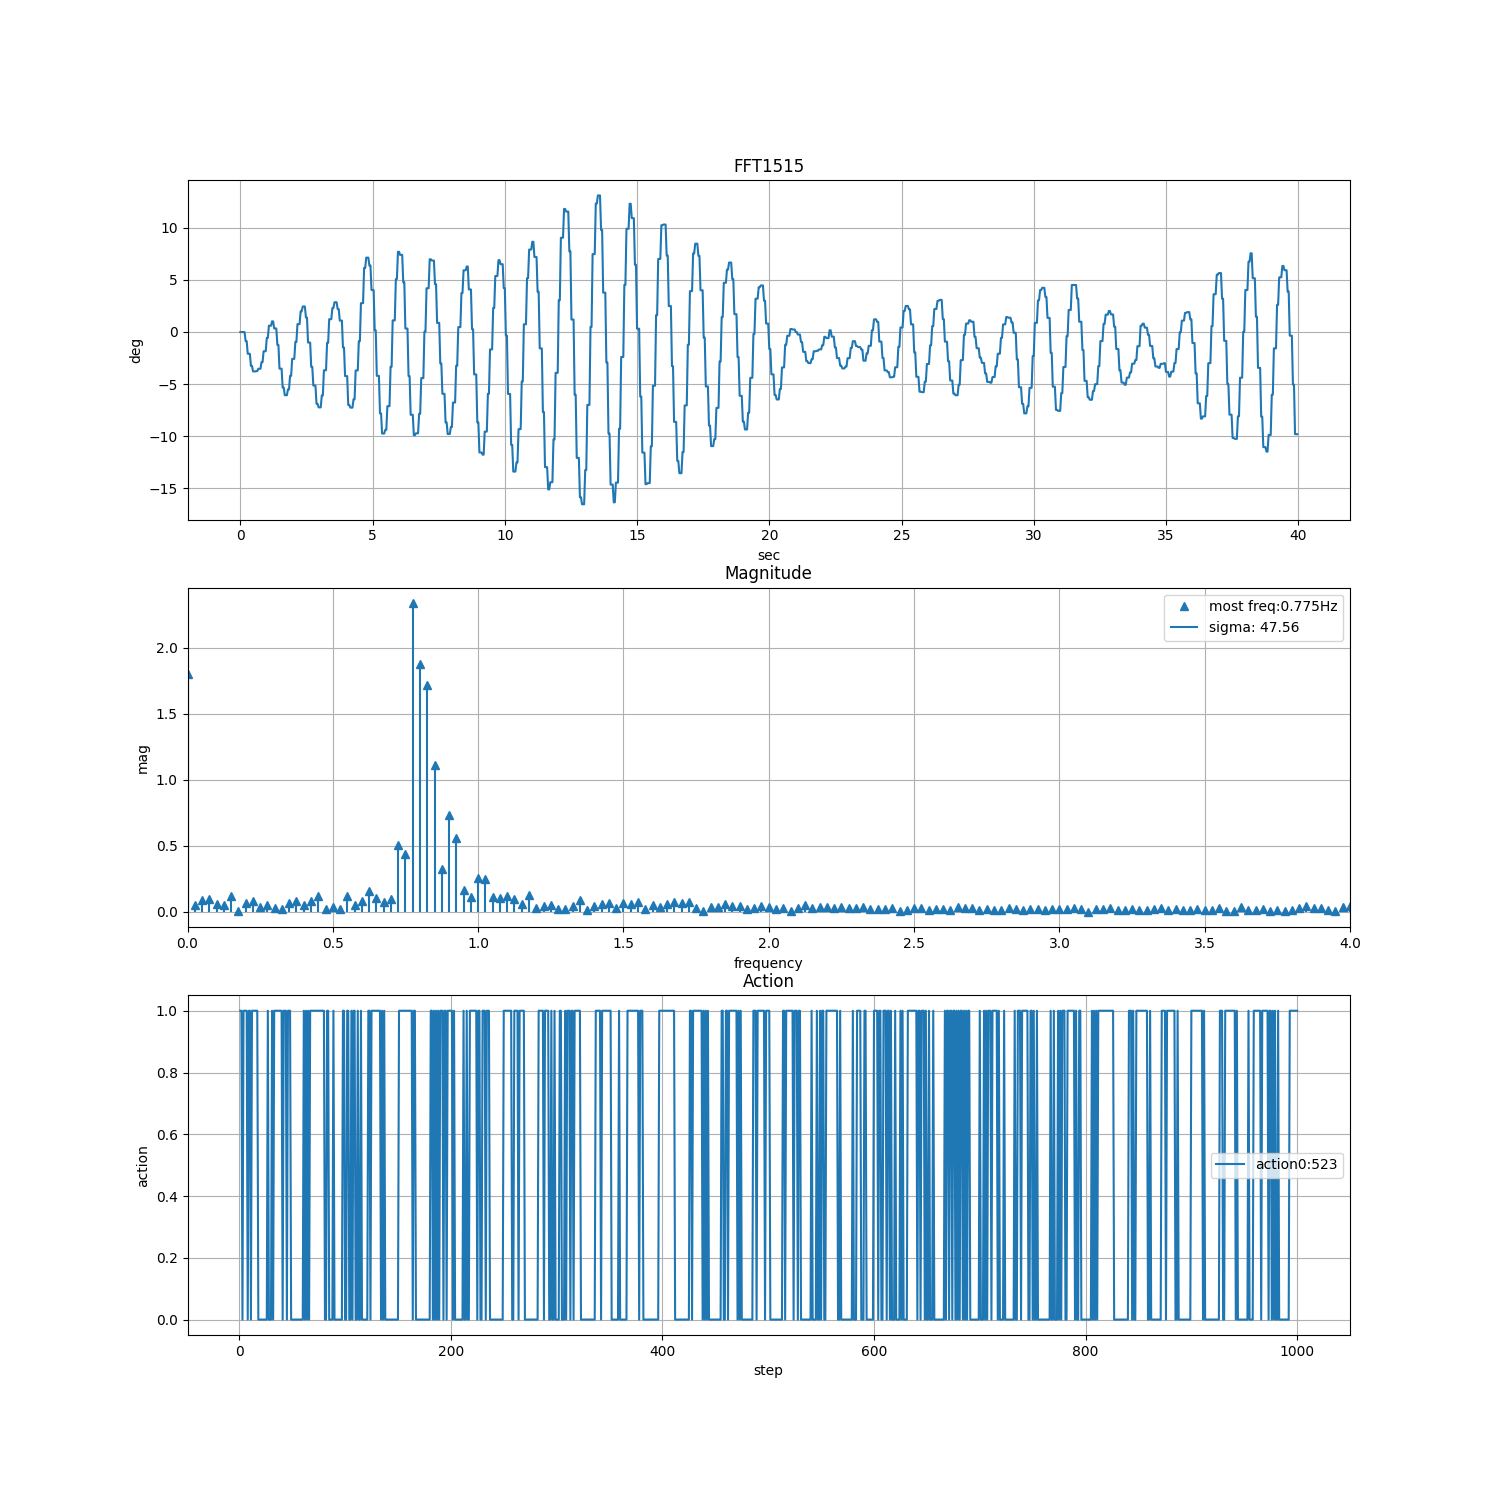 FFT1515
10
5
0
−5
−10
−15
deg
0 5 10 15 20 25 30 35 40
sec
Magnitude
most freq:0.775Hz
sigma: 47.56
2.0
1.5
1.0
0.5
0.0
mag
0.0 0.5 1.0 1.5 2.0 2.5 3.0 3.5 4.0
frequency
Action
1.0
0.8
0.6
0.4
0.2
0.0
action
action0:523
0 200 400 600 800 1000
step